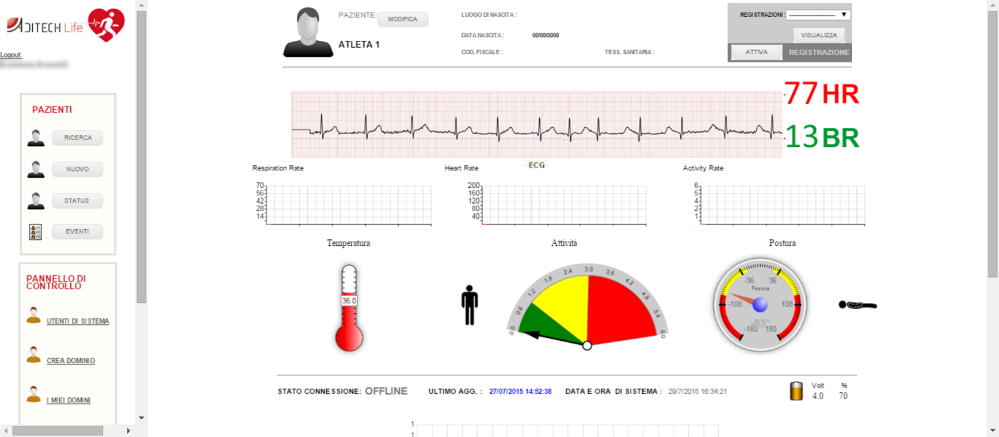 ADITECH Life
Logout
PAZIENTI
RICERCA
NUOVO
STATUS
EVENTI
PANNELLO DI
CONTROLLO
UTENTI DI SISTEMA
CREA DOMINIO
I MIEI DOMINI
PAZIENTE: MODIFICA
ATLETA 1
LUOGO DI NASCITA :
DATA NASCITA : 00/00/0000
COD. FISCALE : TESS. SANITARIA :
REGISTRAZIONI : ----------------------
VISUALIZZA
ATTIVA REGISTRAZIONE
77 HR
13 BR
ECG
Respiration Rate
70
56
42
28
14
Heart Rate
200
160
120
80
40
Activity Rate
6
5
4
2
1
Temperatura
36.0
Attività
0.0 0.6 1.2 1.8 2.4 3.0 3.6 4.2 4.8 5.4 6.0
Postura
-36 36
Postura
-108 108
-83°
-180 180
STATO CONNESSIONE: OFFLINE ULTIMO AGG. : 27/07/2015 14:52:38 DATA E ORA DI SISTEMA : 29/7/2015 16:34:21
Volt %
4.0 70
1
1